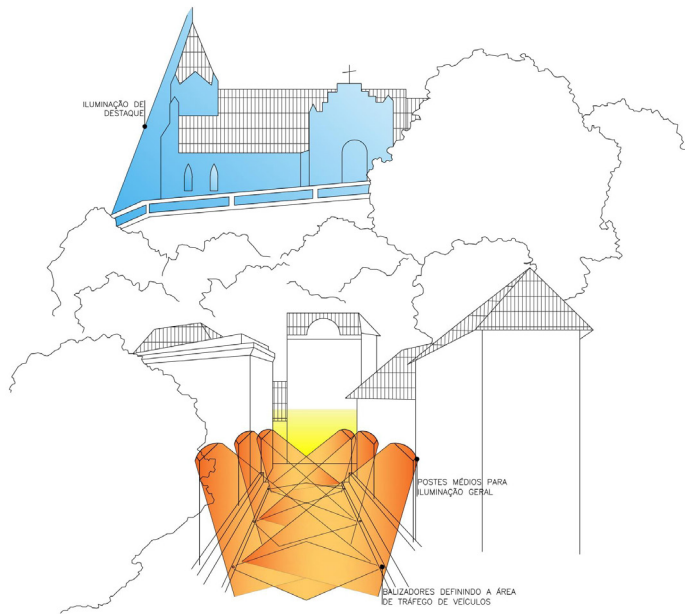 ILUMINAÇÃO DE
DESTAQUE
POSTES MÉDIOS PARA
ILUMINAÇÃO GERAL
BALIZADORES DEFININDO A ÁREA
DE TRÁFEGO DE VEÍCULOS